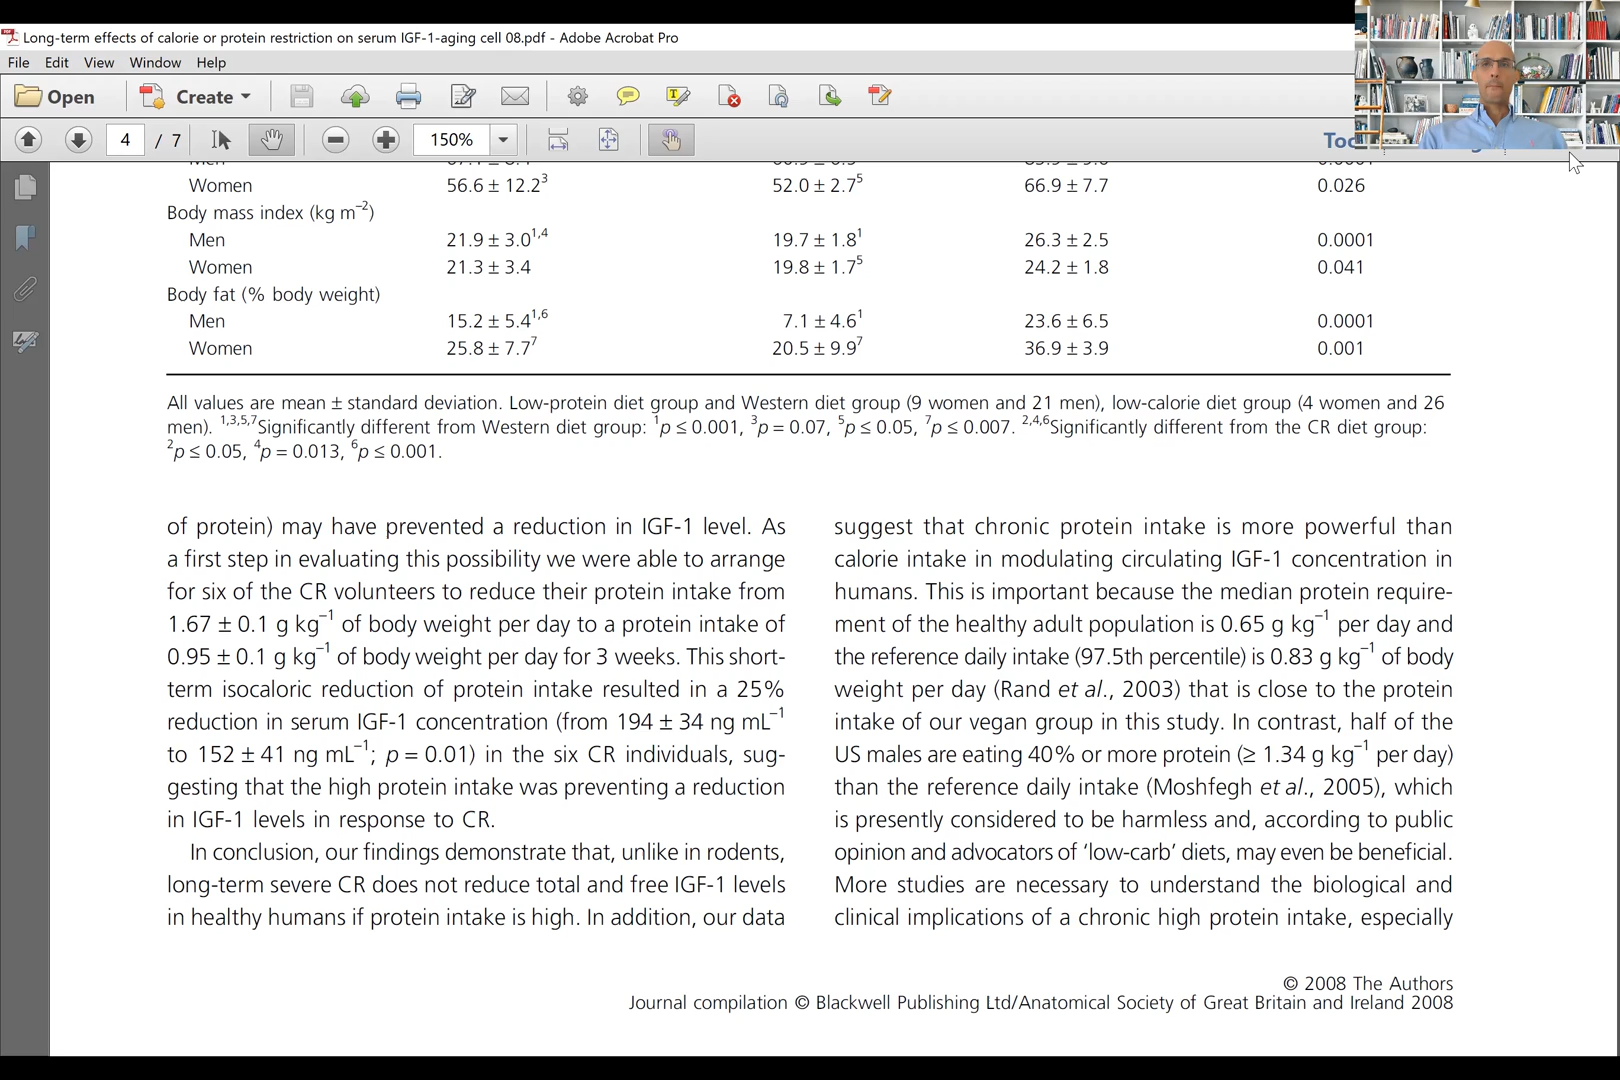 Long-term effects of calorie or protein restriction on serum IGF-1-aging cell 08.pdf - Adobe Acrobat Pro
File Edit View Window Help
Open Create
4 / 7 150%
Women 56.6 ± 12.2³ 52.0 ± 2.7⁵ 66.9 ± 7.7 0.026
Body mass index (kg m⁻²)
Men 21.9 ± 3.0¹,⁴ 19.7 ± 1.8¹ 26.3 ± 2.5 0.0001
Women 21.3 ± 3.4 19.8 ± 1.7⁵ 24.2 ± 1.8 0.041
Body fat (% body weight)
Men 15.2 ± 5.4¹,⁶ 7.1 ± 4.6¹ 23.6 ± 6.5 0.0001
Women 25.8 ± 7.7⁷ 20.5 ± 9.9⁷ 36.9 ± 3.9 0.001
All values are mean ± standard deviation. Low-protein diet group and Western diet group (9 women and 21 men), low-calorie diet group (4 women and 26
men). ¹,³,⁵,⁷Significantly different from Western diet group: ¹p ≤ 0.001, ³p = 0.07, ⁵p ≤ 0.05, ⁷p ≤ 0.007. ²,⁴,⁶Significantly different from the CR diet group:
²p ≤ 0.05, ⁴p = 0.013, ⁶p ≤ 0.001.
of protein) may have prevented a reduction in IGF-1 level. As
a first step in evaluating this possibility we were able to arrange
for six of the CR volunteers to reduce their protein intake from
1.67 ± 0.1 g kg⁻¹ of body weight per day to a protein intake of
0.95 ± 0.1 g kg⁻¹ of body weight per day for 3 weeks. This short-
term isocaloric reduction of protein intake resulted in a 25%
reduction in serum IGF-1 concentration (from 194 ± 34 ng mL⁻¹
to 152 ± 41 ng mL⁻¹; p = 0.01) in the six CR individuals, sug-
gesting that the high protein intake was preventing a reduction
in IGF-1 levels in response to CR.
In conclusion, our findings demonstrate that, unlike in rodents,
long-term severe CR does not reduce total and free IGF-1 levels
in healthy humans if protein intake is high. In addition, our data
suggest that chronic protein intake is more powerful than
calorie intake in modulating circulating IGF-1 concentration in
humans. This is important because the median protein require-
ment of the healthy adult population is 0.65 g kg⁻¹ per day and
the reference daily intake (97.5th percentile) is 0.83 g kg⁻¹ of body
weight per day (Rand et al., 2003) that is close to the protein
intake of our vegan group in this study. In contrast, half of the
US males are eating 40% or more protein (≥ 1.34 g kg⁻¹ per day)
than the reference daily intake (Moshfegh et al., 2005), which
is presently considered to be harmless and, according to public
opinion and advocators of ‘low-carb’ diets, may even be beneficial.
More studies are necessary to understand the biological and
clinical implications of a chronic high protein intake, especially
© 2008 The Authors
Journal compilation © Blackwell Publishing Ltd/Anatomical Society of Great Britain and Ireland 2008